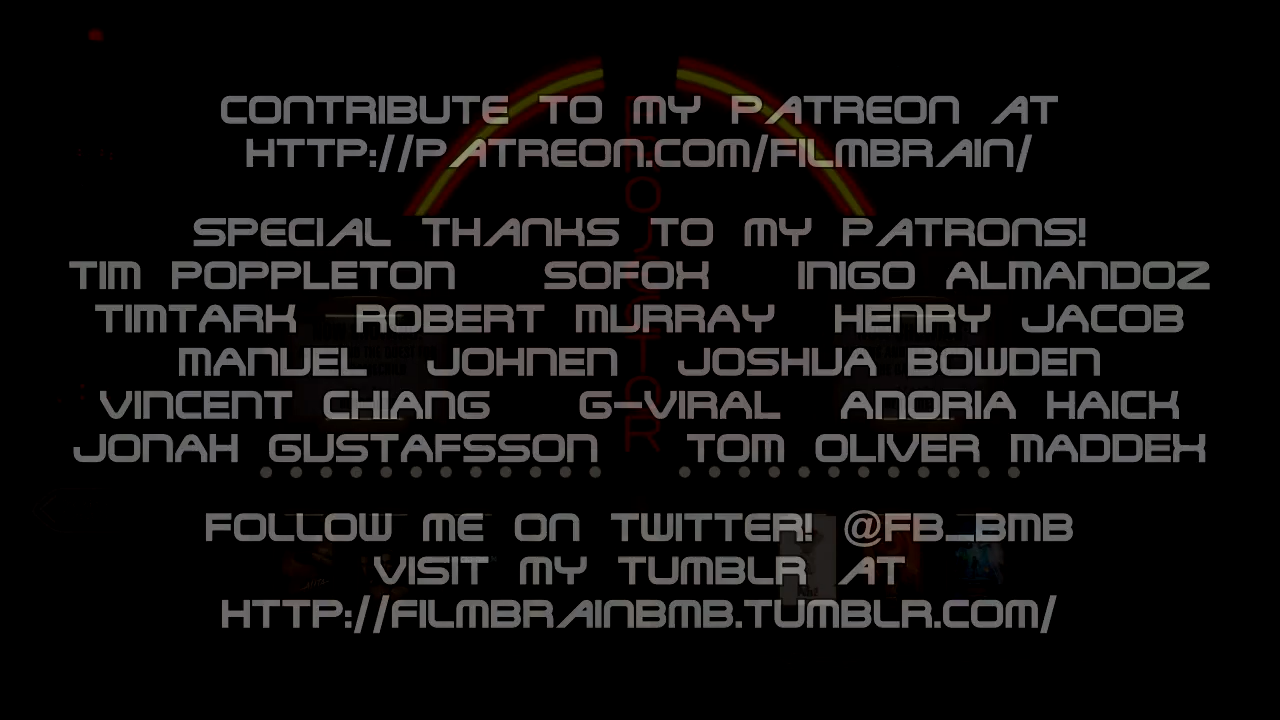 CONTRIBUTE TO MY PATREON AT
HTTP://PATREON.COM/FILMBRAIN/
SPECIAL THANKS TO MY PATRONS!
TIM POPPLETON SOFOX INIGO ALMANDOZ
TIMTARK ROBERT MURRAY HENRY JACOB
MANUEL JOHNEN JOSHUA BOWDEN
VINCENT CHIANG G-VIRAL ANORIA HAICK
JONAH GUSTAFSSON TOM OLIVER MADDEX
FOLLOW ME ON TWITTER! @FB_BMB
VISIT MY TUMBLR AT
HTTP://FILMBRAINBMB.TUMBLR.COM/
PROJECTOR